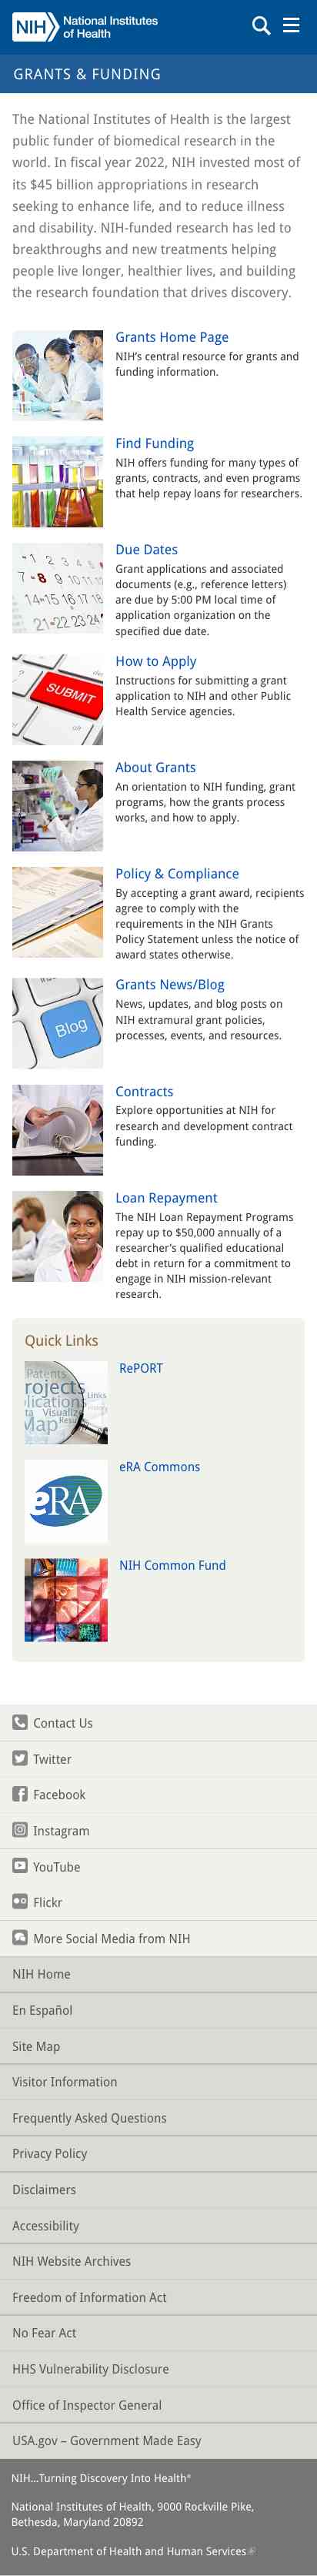 NIH
National Institutes
of Health
GRANTS & FUNDING
The National Institutes of Health is the largest
public funder of biomedical research in the
world. In fiscal year 2022, NIH invested most of
its $45 billion appropriations in research
seeking to enhance life, and to reduce illness
and disability. NIH-funded research has led to
breakthroughs and new treatments helping
people live longer, healthier lives, and building
the research foundation that drives discovery.
Grants Home Page
NIH's central resource for grants and
funding information.
Find Funding
NIH offers funding for many types of
grants, contracts, and even programs
that help repay loans for researchers.
Due Dates
Grant applications and associated
documents (e.g., reference letters)
are due by 5:00 PM local time of
application organization on the
specified due date.
How to Apply
Instructions for submitting a grant
application to NIH and other Public
Health Service agencies.
SUBMIT
About Grants
An orientation to NIH funding, grant
programs, how the grants process
works, and how to apply.
Policy & Compliance
By accepting a grant award, recipients
agree to comply with the
requirements in the NIH Grants
Policy Statement unless the notice of
award states otherwise.
Grants News/Blog
News, updates, and blog posts on
NIH extramural grant policies,
processes, events, and resources.
Blog
Contracts
Explore opportunities at NIH for
research and development contract
funding.
Loan Repayment
The NIH Loan Repayment Programs
repay up to $50,000 annually of a
researcher's qualified educational
debt in return for a commitment to
engage in NIH mission-relevant
research.
Quick Links
RePORT
eRA Commons
eRA
NIH Common Fund
Contact Us
Twitter
Facebook
Instagram
YouTube
Flickr
More Social Media from NIH
NIH Home
En Español
Site Map
Visitor Information
Frequently Asked Questions
Privacy Policy
Disclaimers
Accessibility
NIH Website Archives
Freedom of Information Act
No Fear Act
HHS Vulnerability Disclosure
Office of Inspector General
USA.gov – Government Made Easy
NIH...Turning Discovery Into Health®
National Institutes of Health, 9000 Rockville Pike,
Bethesda, Maryland 20892
U.S. Department of Health and Human Services